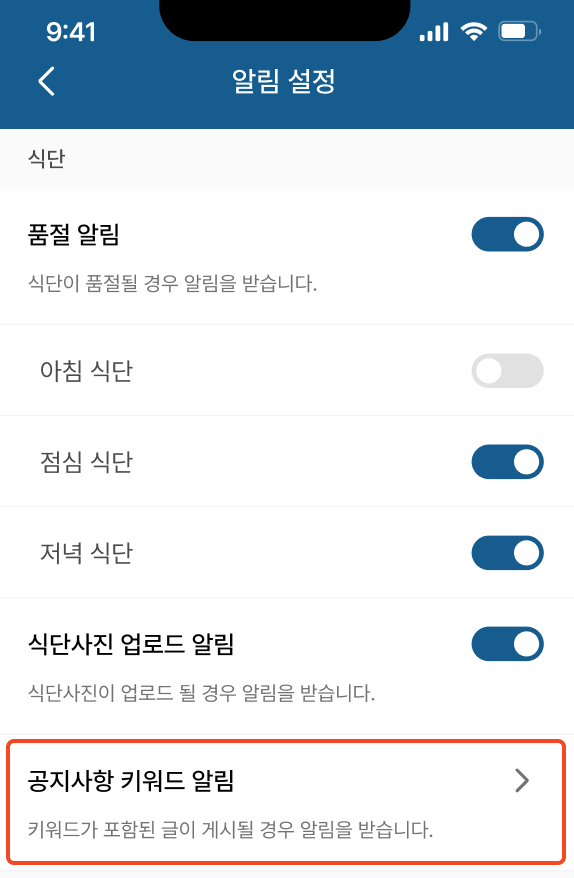 9:41
알림 설정
식단
품절 알림
식단이 품절될 경우 알림을 받습니다.
아침 식단
점심 식단
저녁 식단
식단사진 업로드 알림
식단사진이 업로드 될 경우 알림을 받습니다.
공지사항 키워드 알림
키워드가 포함된 글이 게시될 경우 알림을 받습니다.